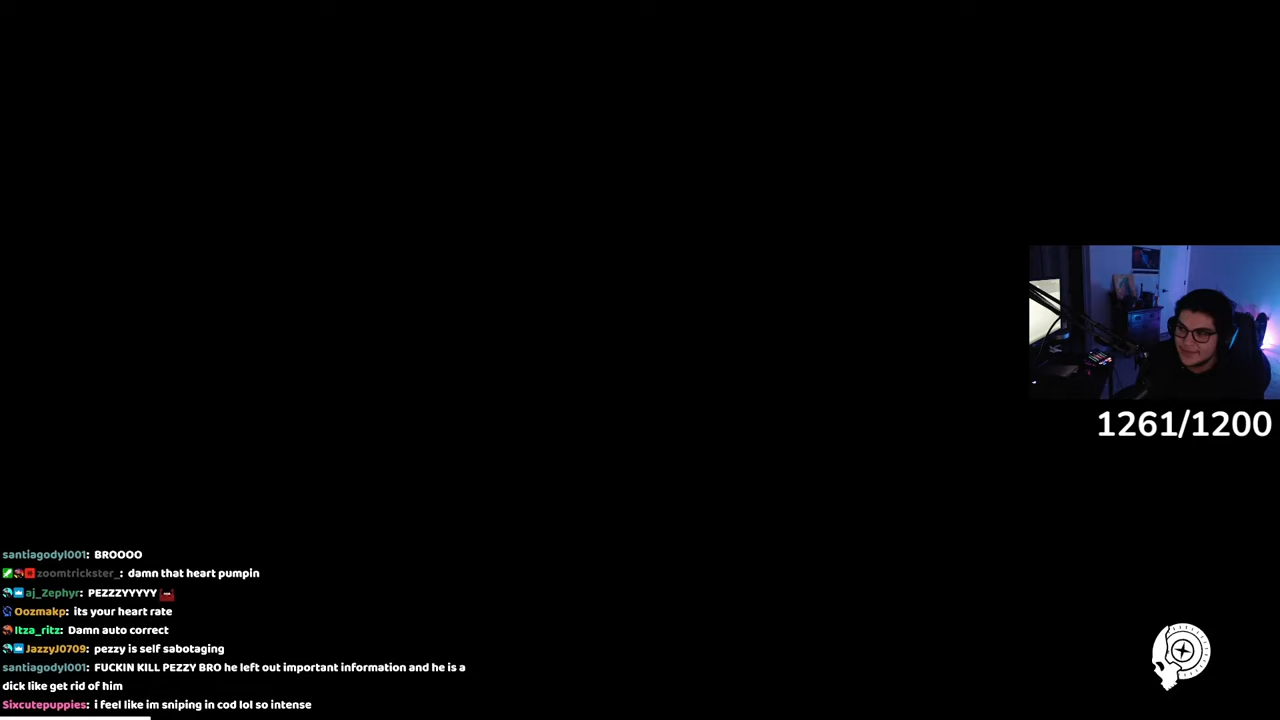 1261/1200
santiagodyl001: BROOOO
zoomtrickster_: damn that heart pumpin
aj_Zephyr: PEZZZYYYYY
Oozmakp: its your heart rate
Itza_ritz: Damn auto correct
JazzyJ0709: pezzy is self sabotaging
santiagodyl001: FUCKIN KILL PEZZY BRO he left out important information and he is a
dick like get rid of him
Sixcutepuppies: i feel like im sniping in cod lol so intense